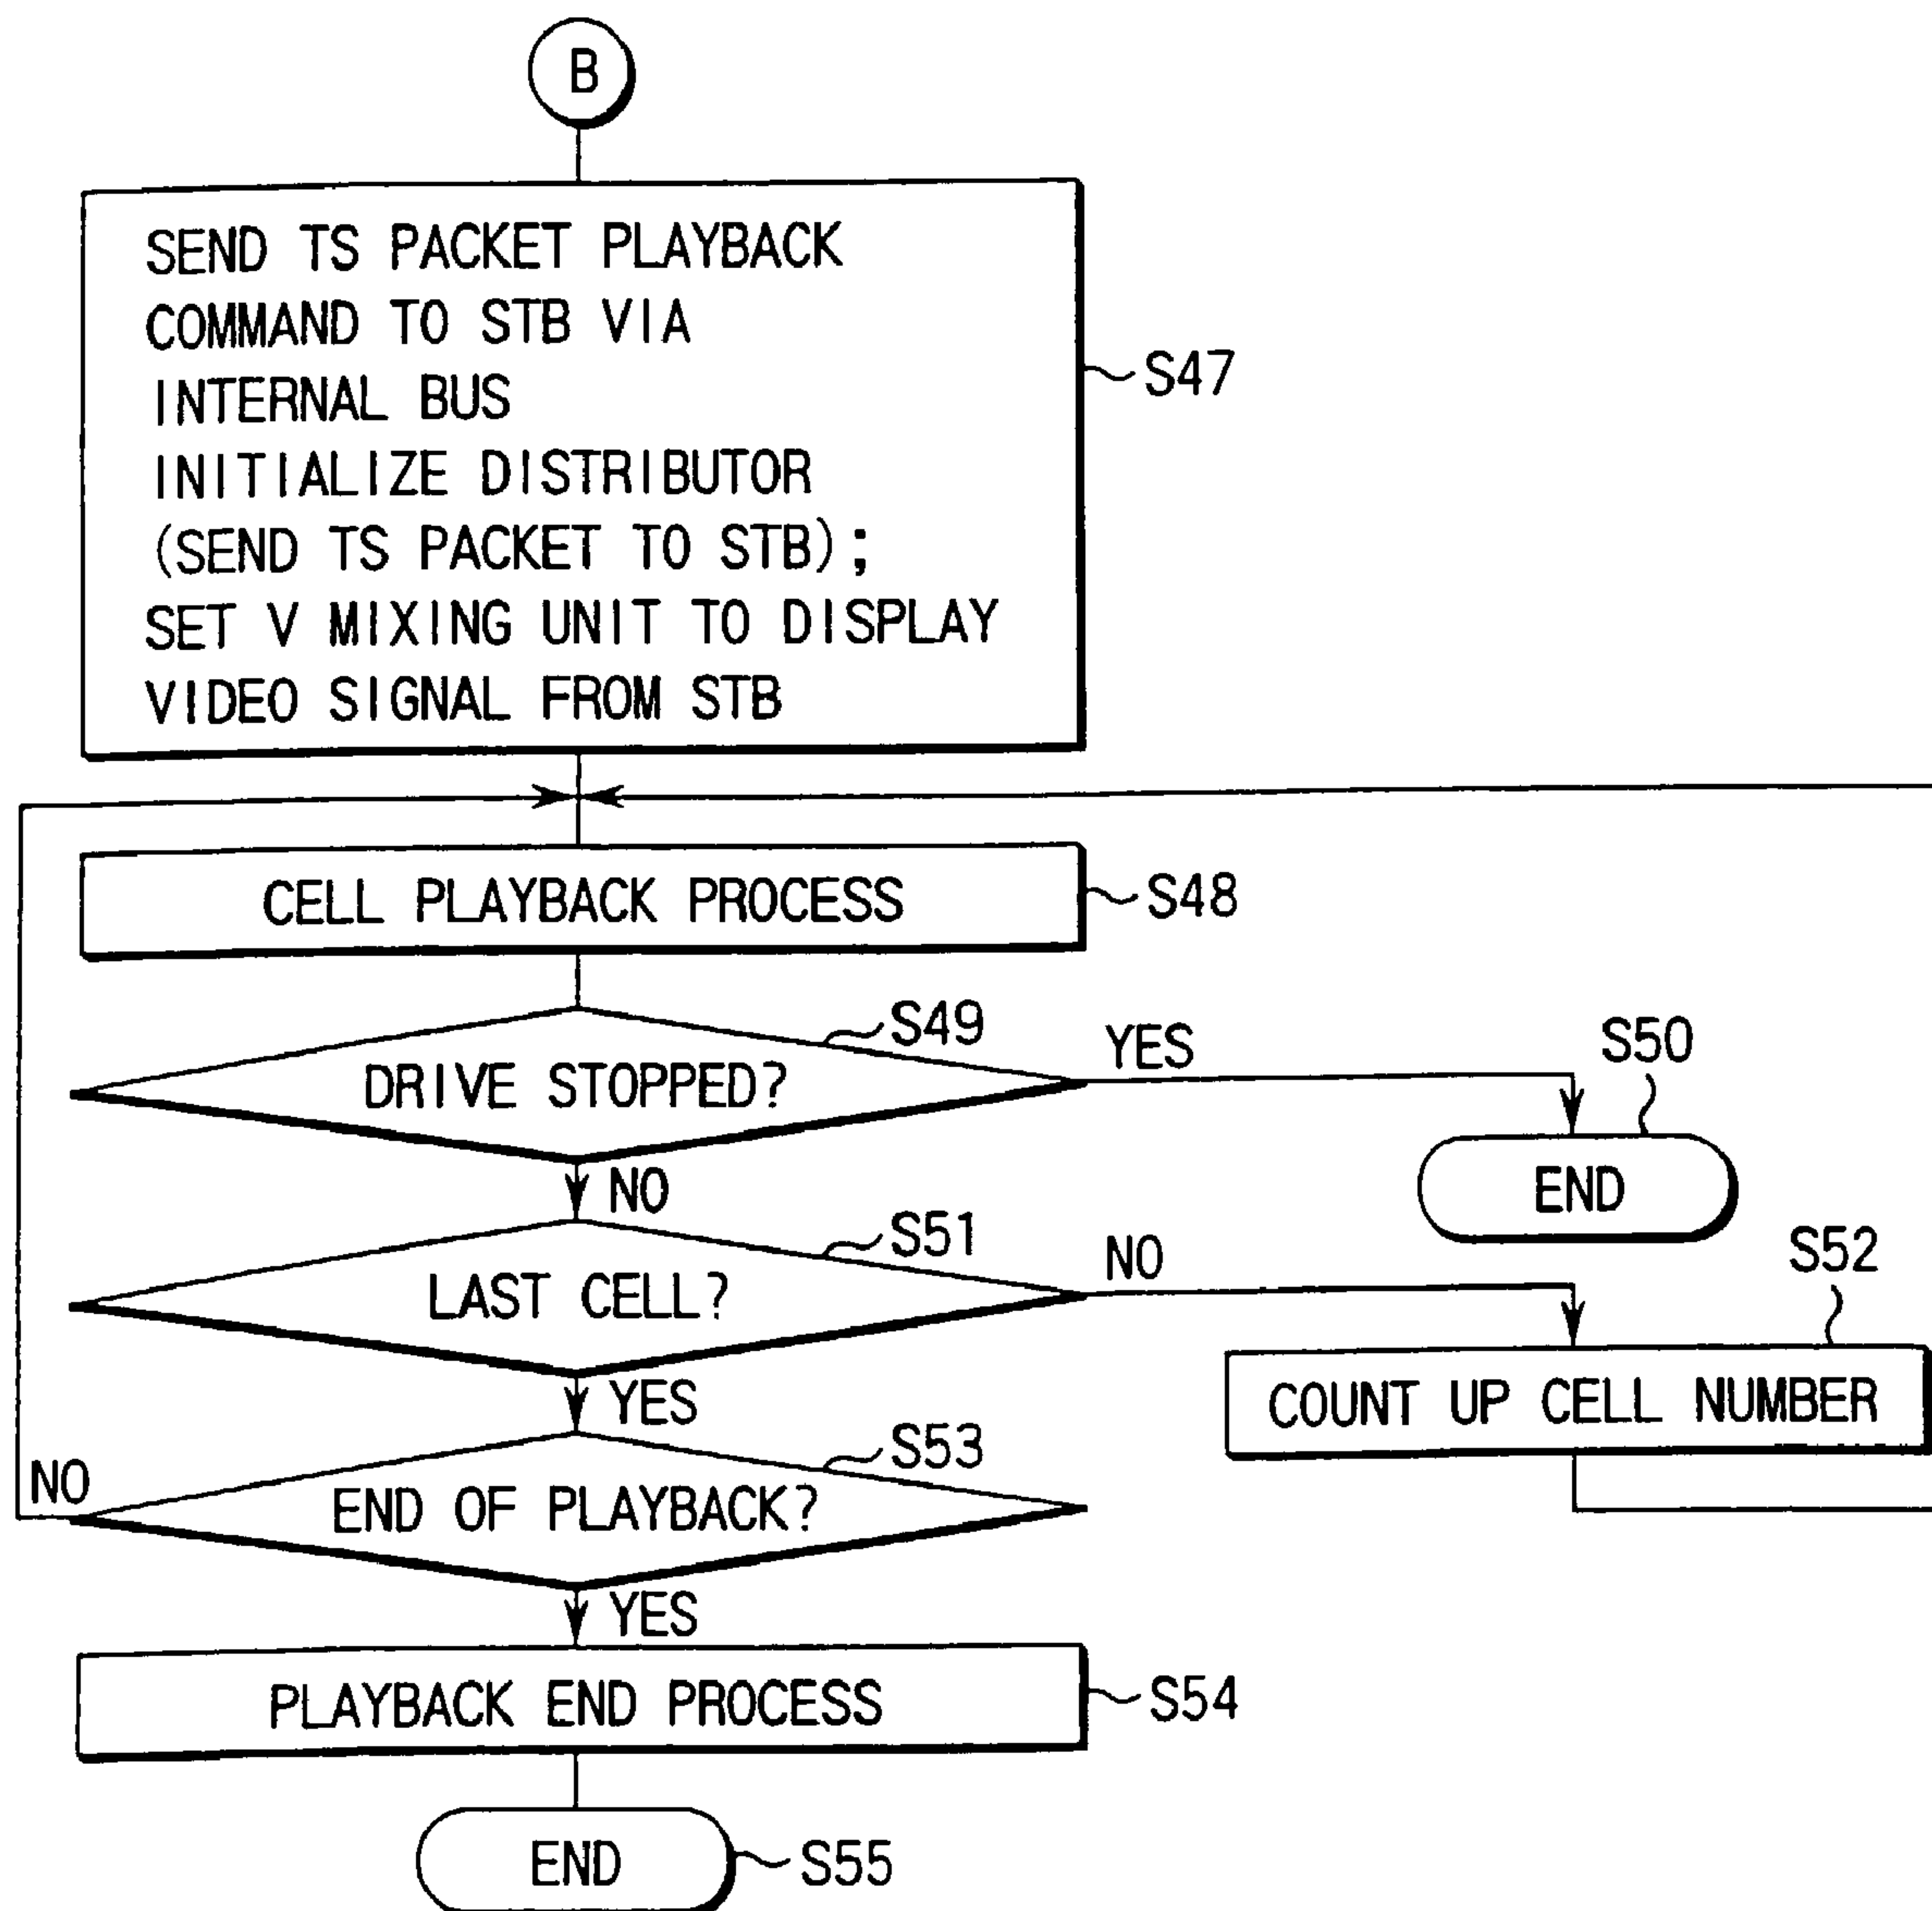 B
SEND TS PACKET PLAYBACK
COMMAND TO STB VIA
INTERNAL BUS
INITIALIZE DISTRIBUTOR
(SEND TS PACKET TO STB);
SET V MIXING UNIT TO DISPLAY
VIDEO SIGNAL FROM STB
S47
CELL PLAYBACK PROCESS
S48
S49
DRIVE STOPPED?
YES
S50
END
NO
S51
LAST CELL?
NO
S52
COUNT UP CELL NUMBER
YES
S53
NO
END OF PLAYBACK?
YES
PLAYBACK END PROCESS
S54
END
S55